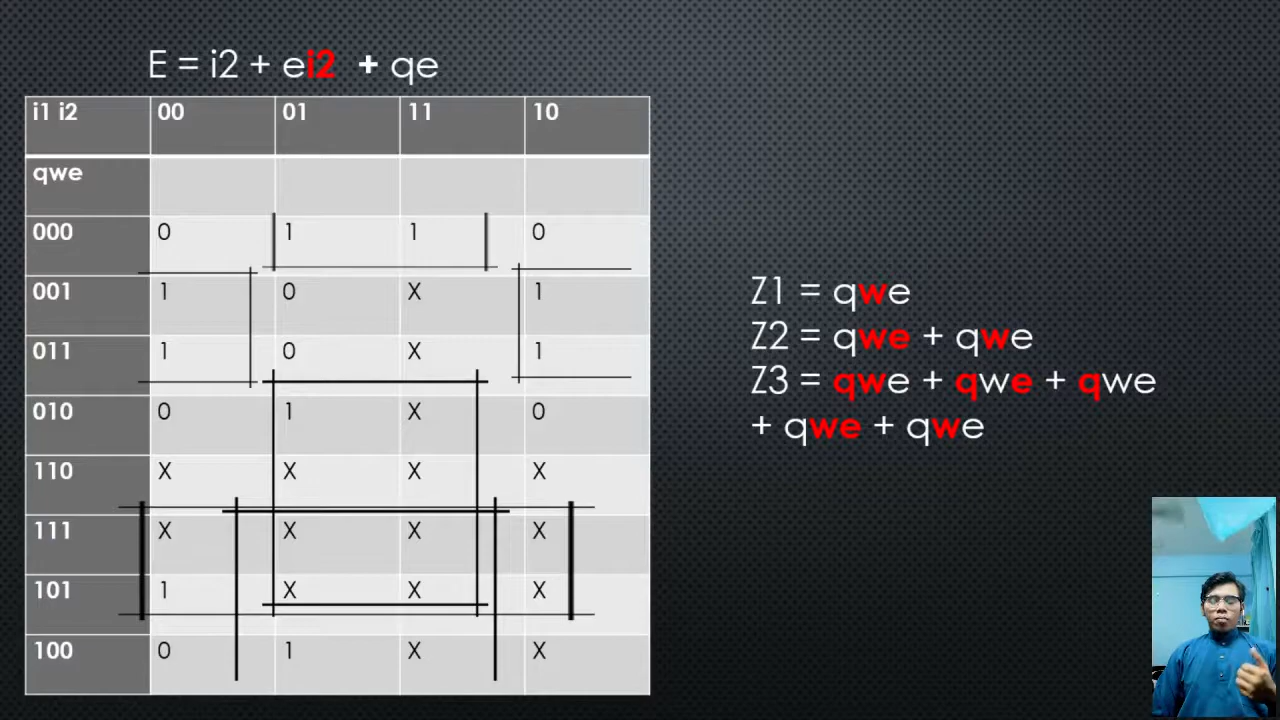 E = i2 + ei2 + qe
i1 i2 00 01 11 10
qwe
000 0 1 1 0
001 1 0 X 1
011 1 0 X 1
010 0 1 X 0
110 X X X X
111 X X X X
101 1 X X X
100 0 1 X X
Z1 = qwe
Z2 = qwe + qwe
Z3 = qwe + qwe + qwe
+ qwe + qwe